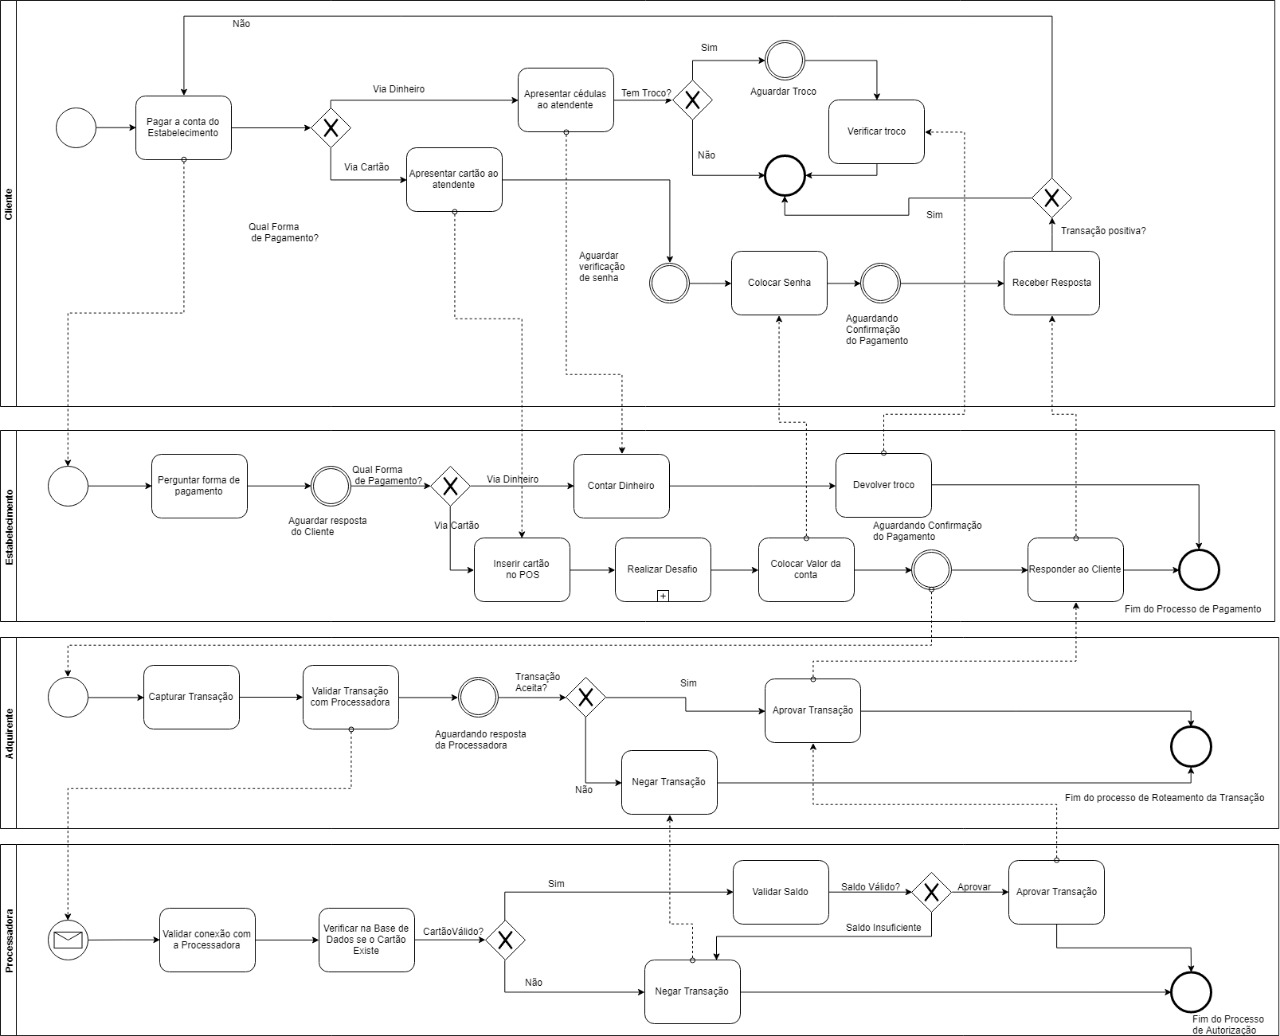 Cliente
Não
Pagar a conta do
Estabelecimento
Via Dinheiro
Via Cartão
Qual Forma
de Pagamento?
Apresentar cédulas
ao atendente
Apresentar cartão ao
atendente
Tem Troco?
Sim
Não
Aguardar Troco
Verificar troco
Sim
Transação positiva?
Aguardar
verificação
de senha
Colocar Senha
Aguardando
Confirmação
do Pagamento
Receber Resposta
Estabelecimento
Perguntar forma de
pagamento
Aguardar resposta
do Cliente
Qual Forma
de Pagamento?
Via Dinheiro
Via Cartão
Contar Dinheiro
Devolver troco
Inserir cartão
no POS
Realizar Desafio
Colocar Valor da
conta
Aguardando Confirmação
do Pagamento
Responder ao Cliente
Fim do Processo de Pagamento
Adquirente
Capturar Transação
Validar Transação
com Processadora
Aguardando resposta
da Processadora
Transação
Aceita?
Sim
Não
Aprovar Transação
Negar Transação
Fim do processo de Roteamento da Transação
Processadora
Validar conexão com
a Processadora
Verificar na Base de
Dados se o Cartão
Existe
CartãoVálido?
Sim
Não
Validar Saldo
Saldo Válido?
Aprovar
Saldo Insuficiente
Aprovar Transação
Negar Transação
Fim do Processo
de Autorização